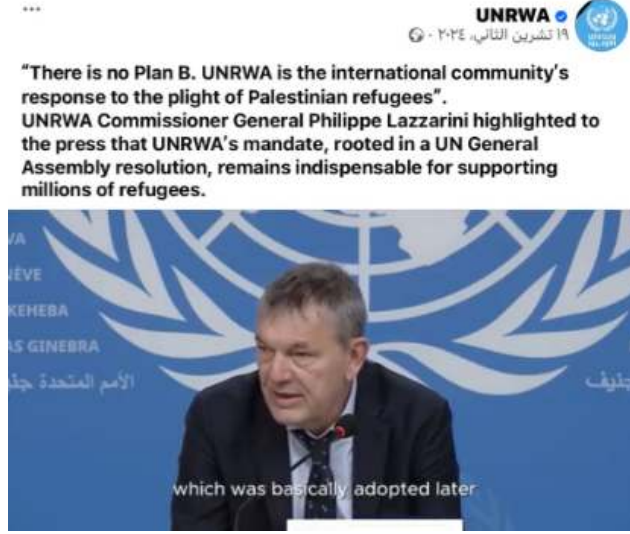 UNRWA
١٩ تشرين الثاني، ٢٠٢٤ ·
“There is no Plan B. UNRWA is the international community’s
response to the plight of Palestinian refugees”.
UNRWA Commissioner General Philippe Lazzarini highlighted to
the press that UNRWA’s mandate, rooted in a UN General
Assembly resolution, remains indispensable for supporting
millions of refugees.
VA
ÈVE
KEHEBA
AS GINEBRA
الأمم المتحدة جن
جنيف
which was basically adopted later